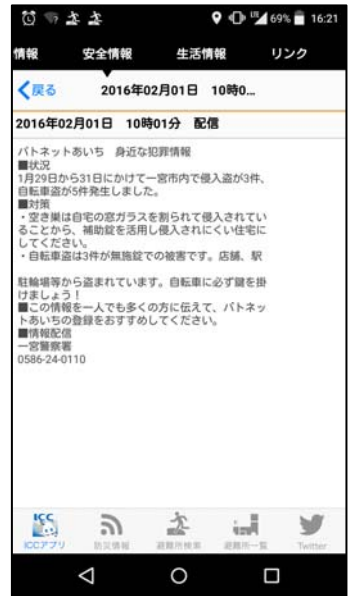 69% 16:21
情報 安全情報 生活情報 リンク
戻る 2016年02月01日 10時0...
2016年02月01日 10時01分 配信
パトネットあいち 身近な犯罪情報
■状況
1月29日から31日にかけて一宮市内で侵入盗が3件、
自転車盗が5件発生しました。
■対策
・空き巣は自宅の窓ガラスを割られて侵入されてい
ることから、補助錠を活用し侵入されにくい住宅に
してください。
・自転車盗は3件が無施錠での被害です。店舗、駅
駐輪場等から盗まれています。自転車に必ず鍵を掛
けましょう!
■この情報を一人でも多くの方に伝えて、パトネッ
トあいちの登録をおすすめしてください。
■情報配信
一宮警察署
0586-24-0110
ICC
ICCアプリ 防災情報 避難所検索 避難所一覧 Twitter